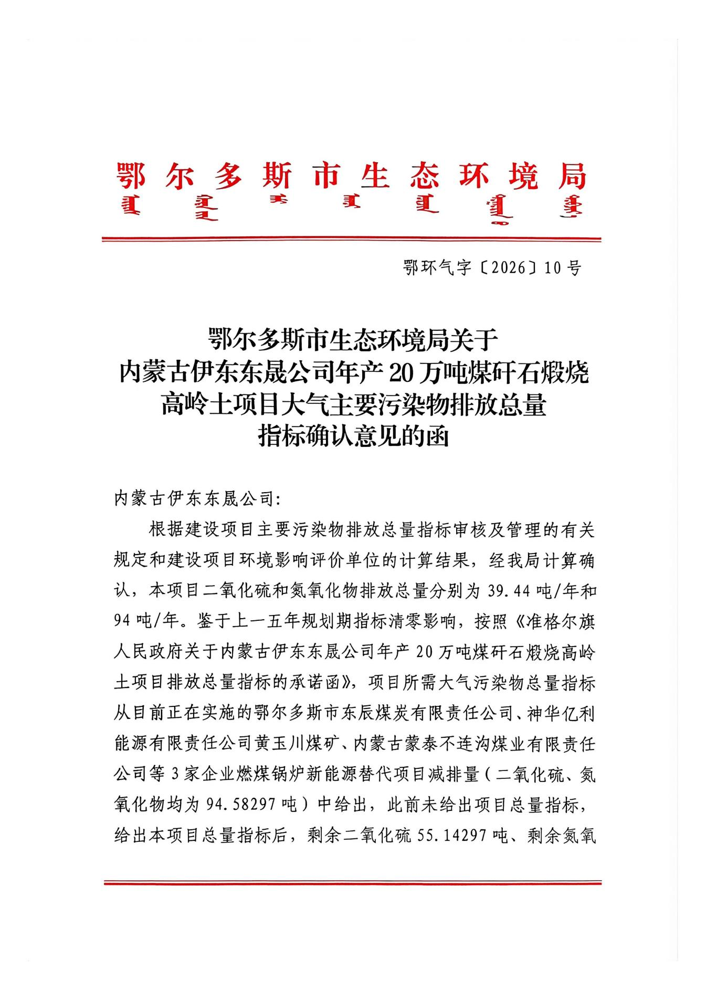 鄂尔多斯市生态环境局
鄂环气字〔2026〕10号
鄂尔多斯市生态环境局关于
内蒙古伊东东晟公司年产20万吨煤矸石煅烧
高岭土项目大气主要污染物排放总量
指标确认意见的函
内蒙古伊东东晟公司:
根据建设项目主要污染物排放总量指标审核及管理的有关
规定和建设项目环境影响评价单位的计算结果，经我局计算确
认，本项目二氧化硫和氮氧化物排放总量分别为39.44吨/年和
94吨/年。鉴于上一五年规划期指标清零影响，按照《准格尔旗
人民政府关于内蒙古伊东东晟公司年产20万吨煤矸石煅烧高岭
土项目排放总量指标的承诺函》，项目所需大气污染物总量指标
从目前正在实施的鄂尔多斯市东辰煤炭有限责任公司、神华亿利
能源有限责任公司黄玉川煤矿、内蒙古蒙泰不连沟煤业有限责任
公司等3家企业燃煤锅炉新能源替代项目减排量（二氧化硫、氮
氧化物均为94.58297吨）中给出，此前未给出项目总量指标，
给出本项目总量指标后，剩余二氧化硫55.14297吨、剩余氮氧